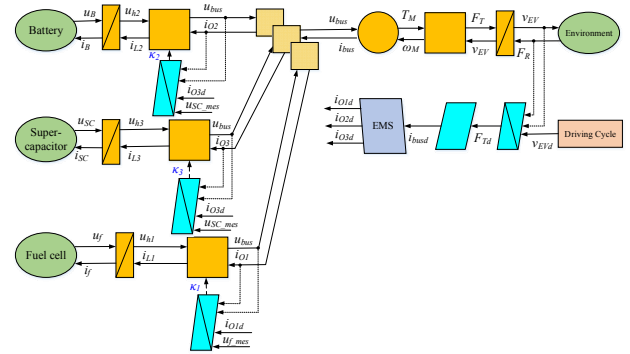 u_B u_h2 u_bus
Battery
i_B i_L2 i_O2
κ_2
i_O3d
u_SC_mes
u_bus T_M F_T v_EV
i_bus ω_M v_EV F_R
Environment
i_O1d
i_O2d
i_O3d
EMS
i_busd
F_Td
v_EVd
Driving Cycle
u_SC u_h3 u_bus
Super-
capacitor
i_SC i_L3 i_O3
κ_3
i_O3d
u_SC_mes
u_f u_h1 u_bus
Fuel cell
i_f i_L1 i_O1
κ_1
i_O1d
u_f_mes